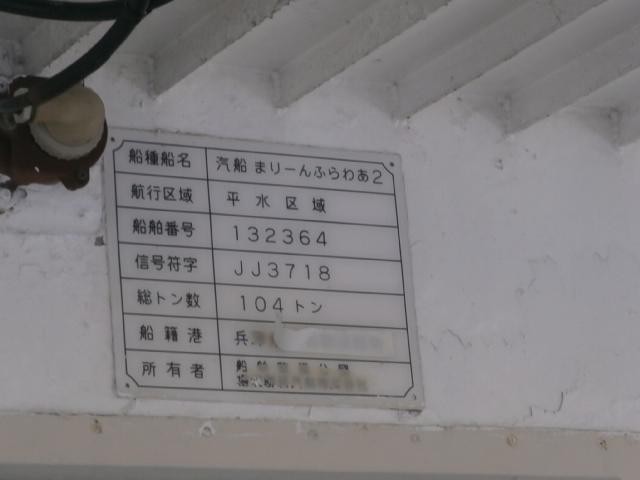 船種船名 汽船 まりーんふらわあ2
航行区域 平水区域
船舶番号 132364
信号符字 JJ3718
総トン数 104トン
船籍港 兵
所有者 船